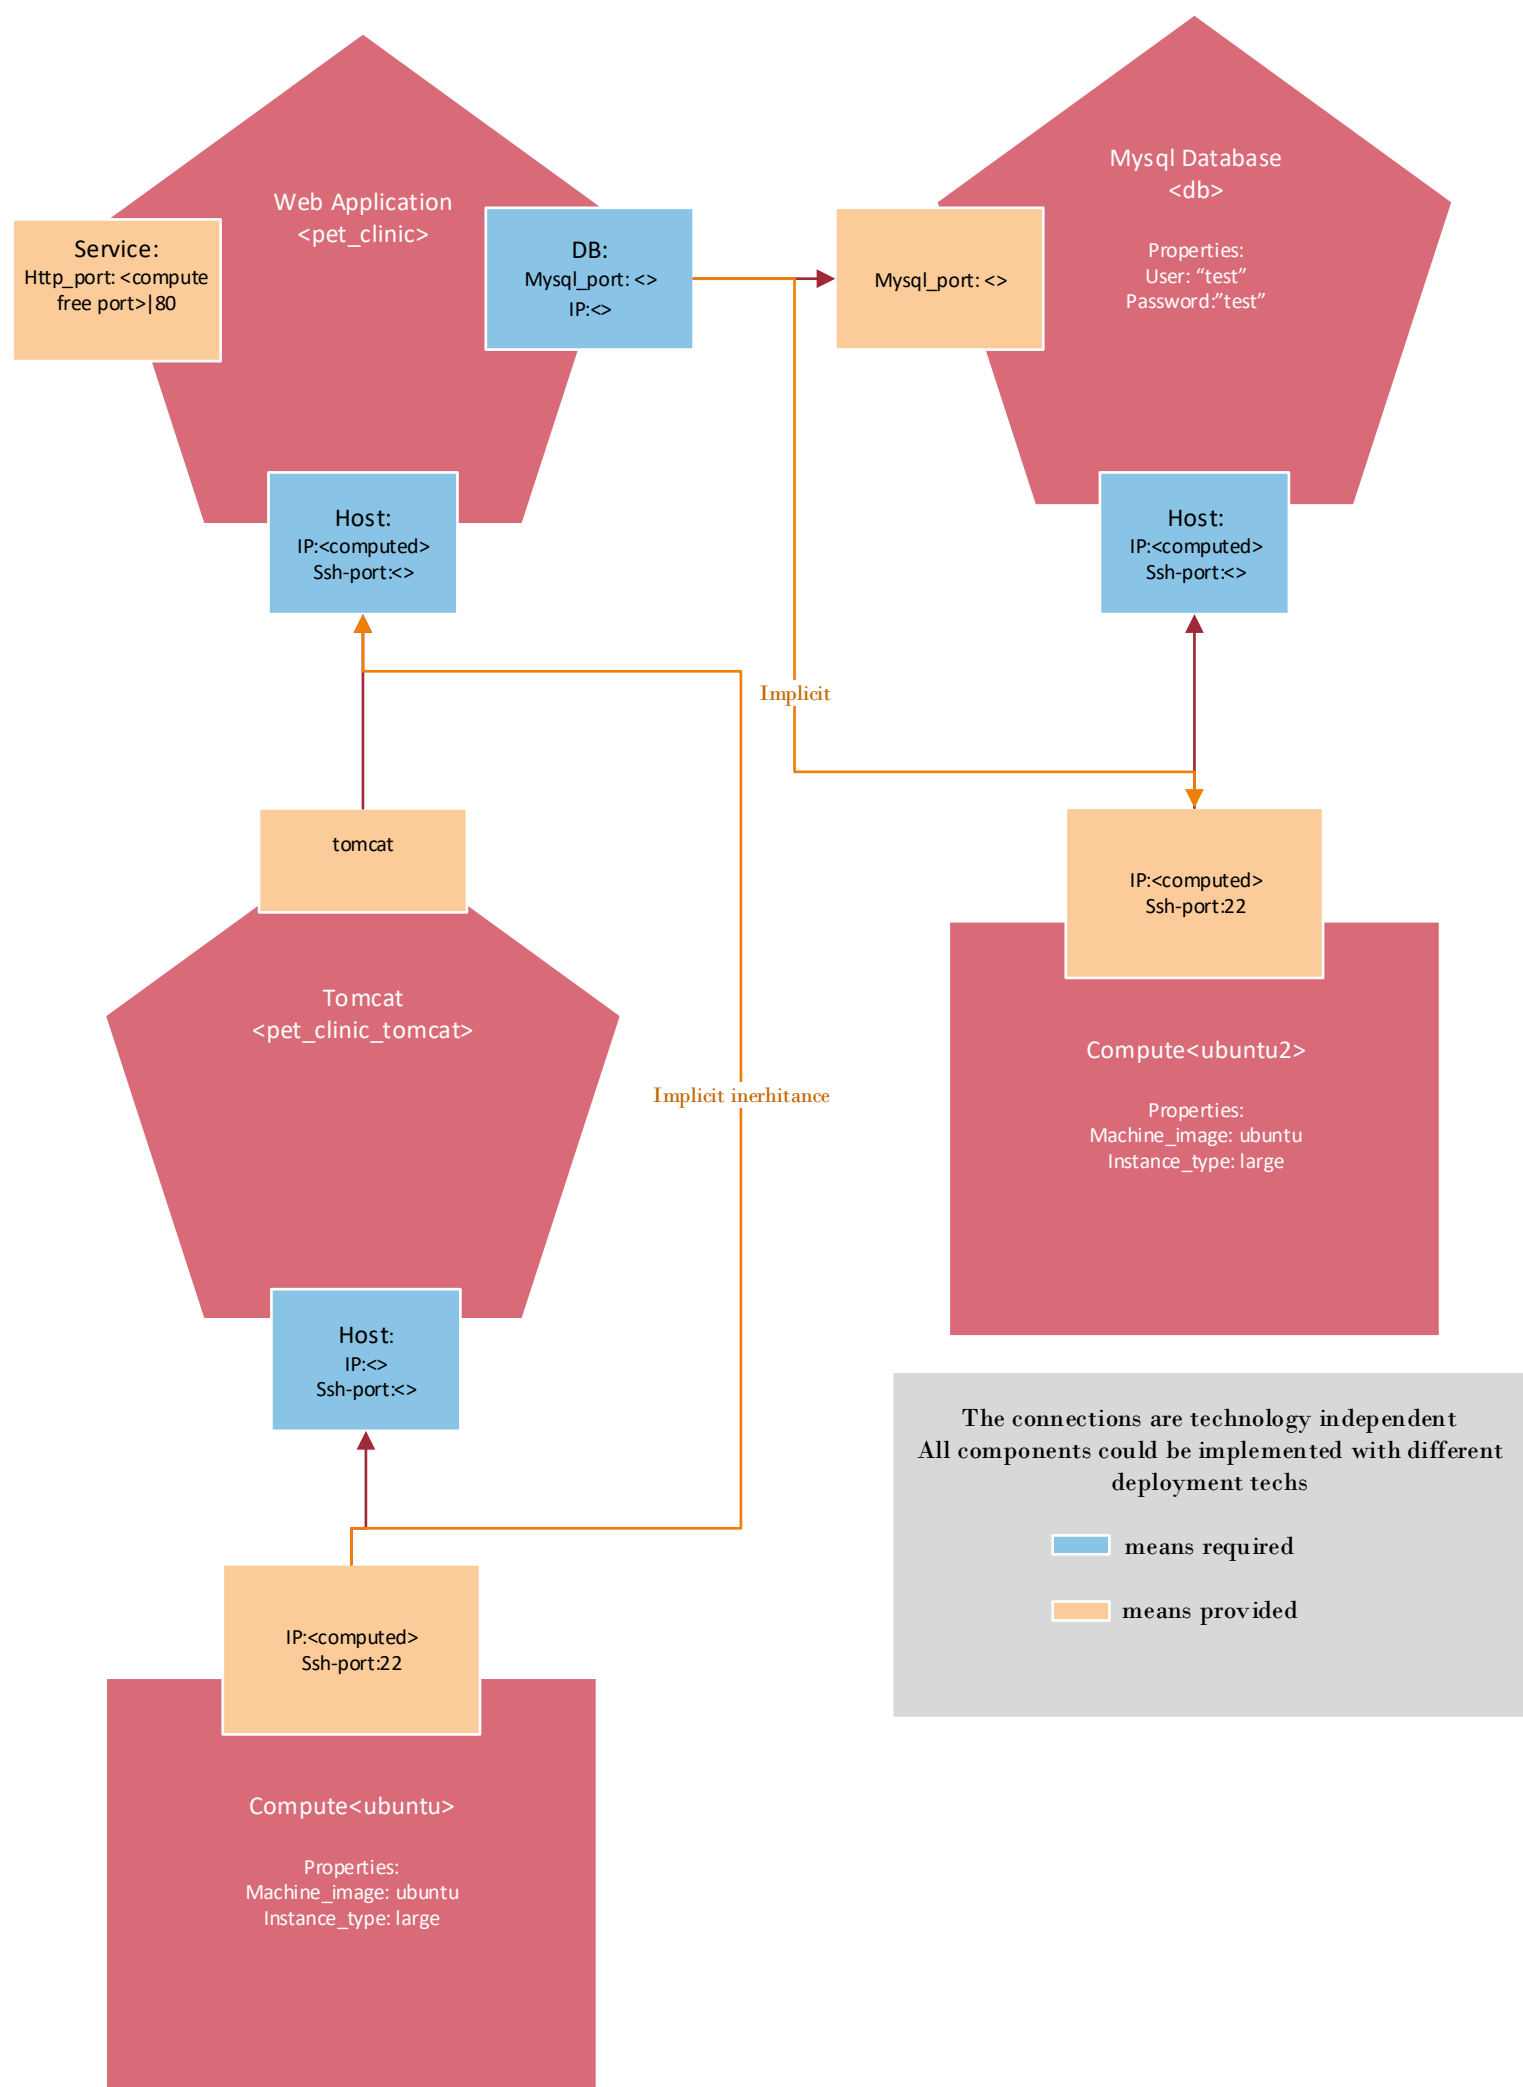 Web Application
<pet_clinic>
Service:
Http_port: <compute
free port>|80
DB:
Mysql_port: <>
IP:<>
Host:
IP:<computed>
Ssh-port:<>
Mysql Database
<db>
Properties:
User: “test”
Password:”test”
Mysql_port: <>
Host:
IP:<computed>
Ssh-port:<>
Implicit
tomcat
Tomcat
<pet_clinic_tomcat>
Implicit inerhitance
Host:
IP:<>
Ssh-port:<>
IP:<computed>
Ssh-port:22
Compute<ubuntu2>
Properties:
Machine_image: ubuntu
Instance_type: large
IP:<computed>
Ssh-port:22
Compute<ubuntu>
Properties:
Machine_image: ubuntu
Instance_type: large
The connections are technology independent
All components could be implemented with different
deployment techs
means required
means provided